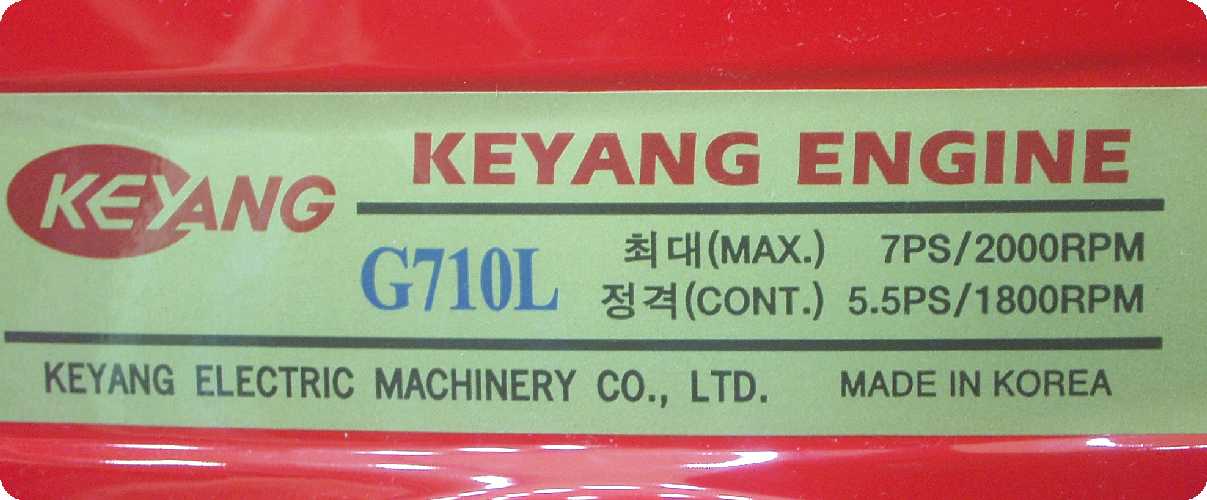 KEYANG
KEYANG ENGINE
G710L
최대(MAX.) 7PS/2000RPM
정격(CONT.) 5.5PS/1800RPM
KEYANG ELECTRIC MACHINERY CO., LTD. MADE IN KOREA